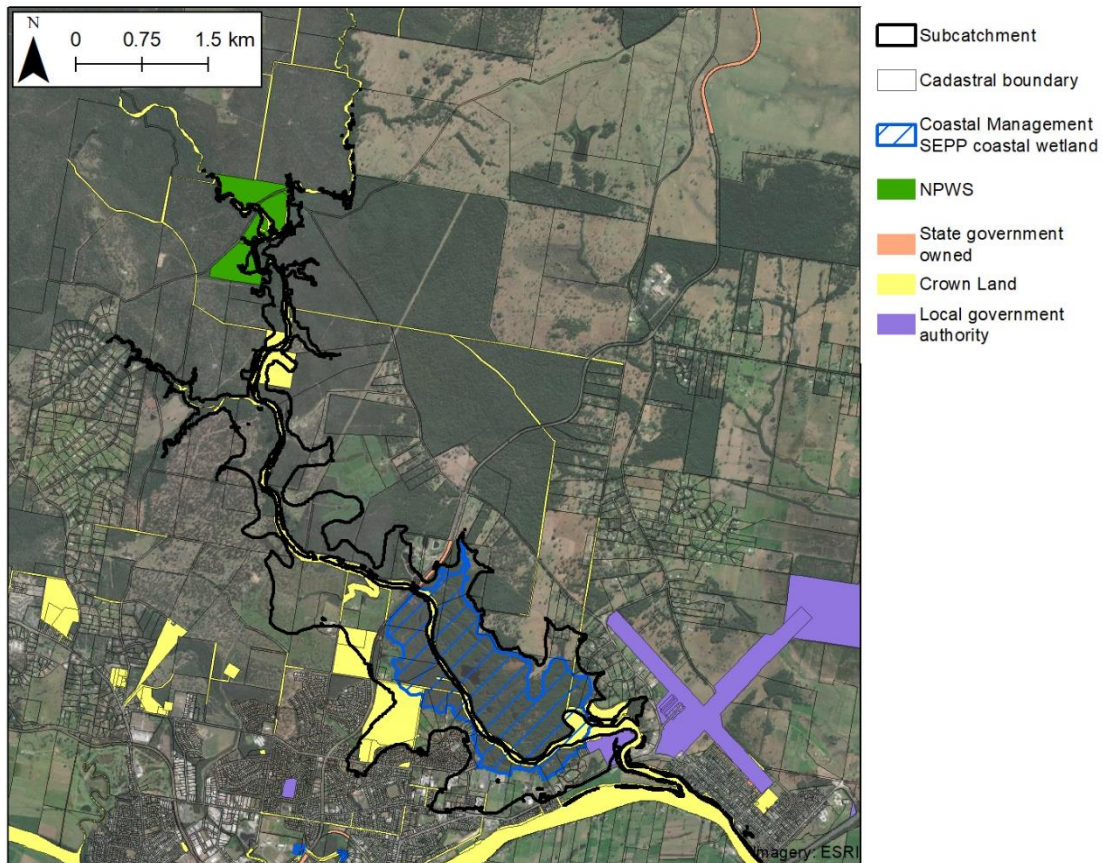 N
0 0.75 1.5 km
Subcatchment
Cadastral boundary
Coastal Management
SEPP coastal wetland
NPWS
State government
owned
Crown Land
Local government
authority
Imagery: ESRI